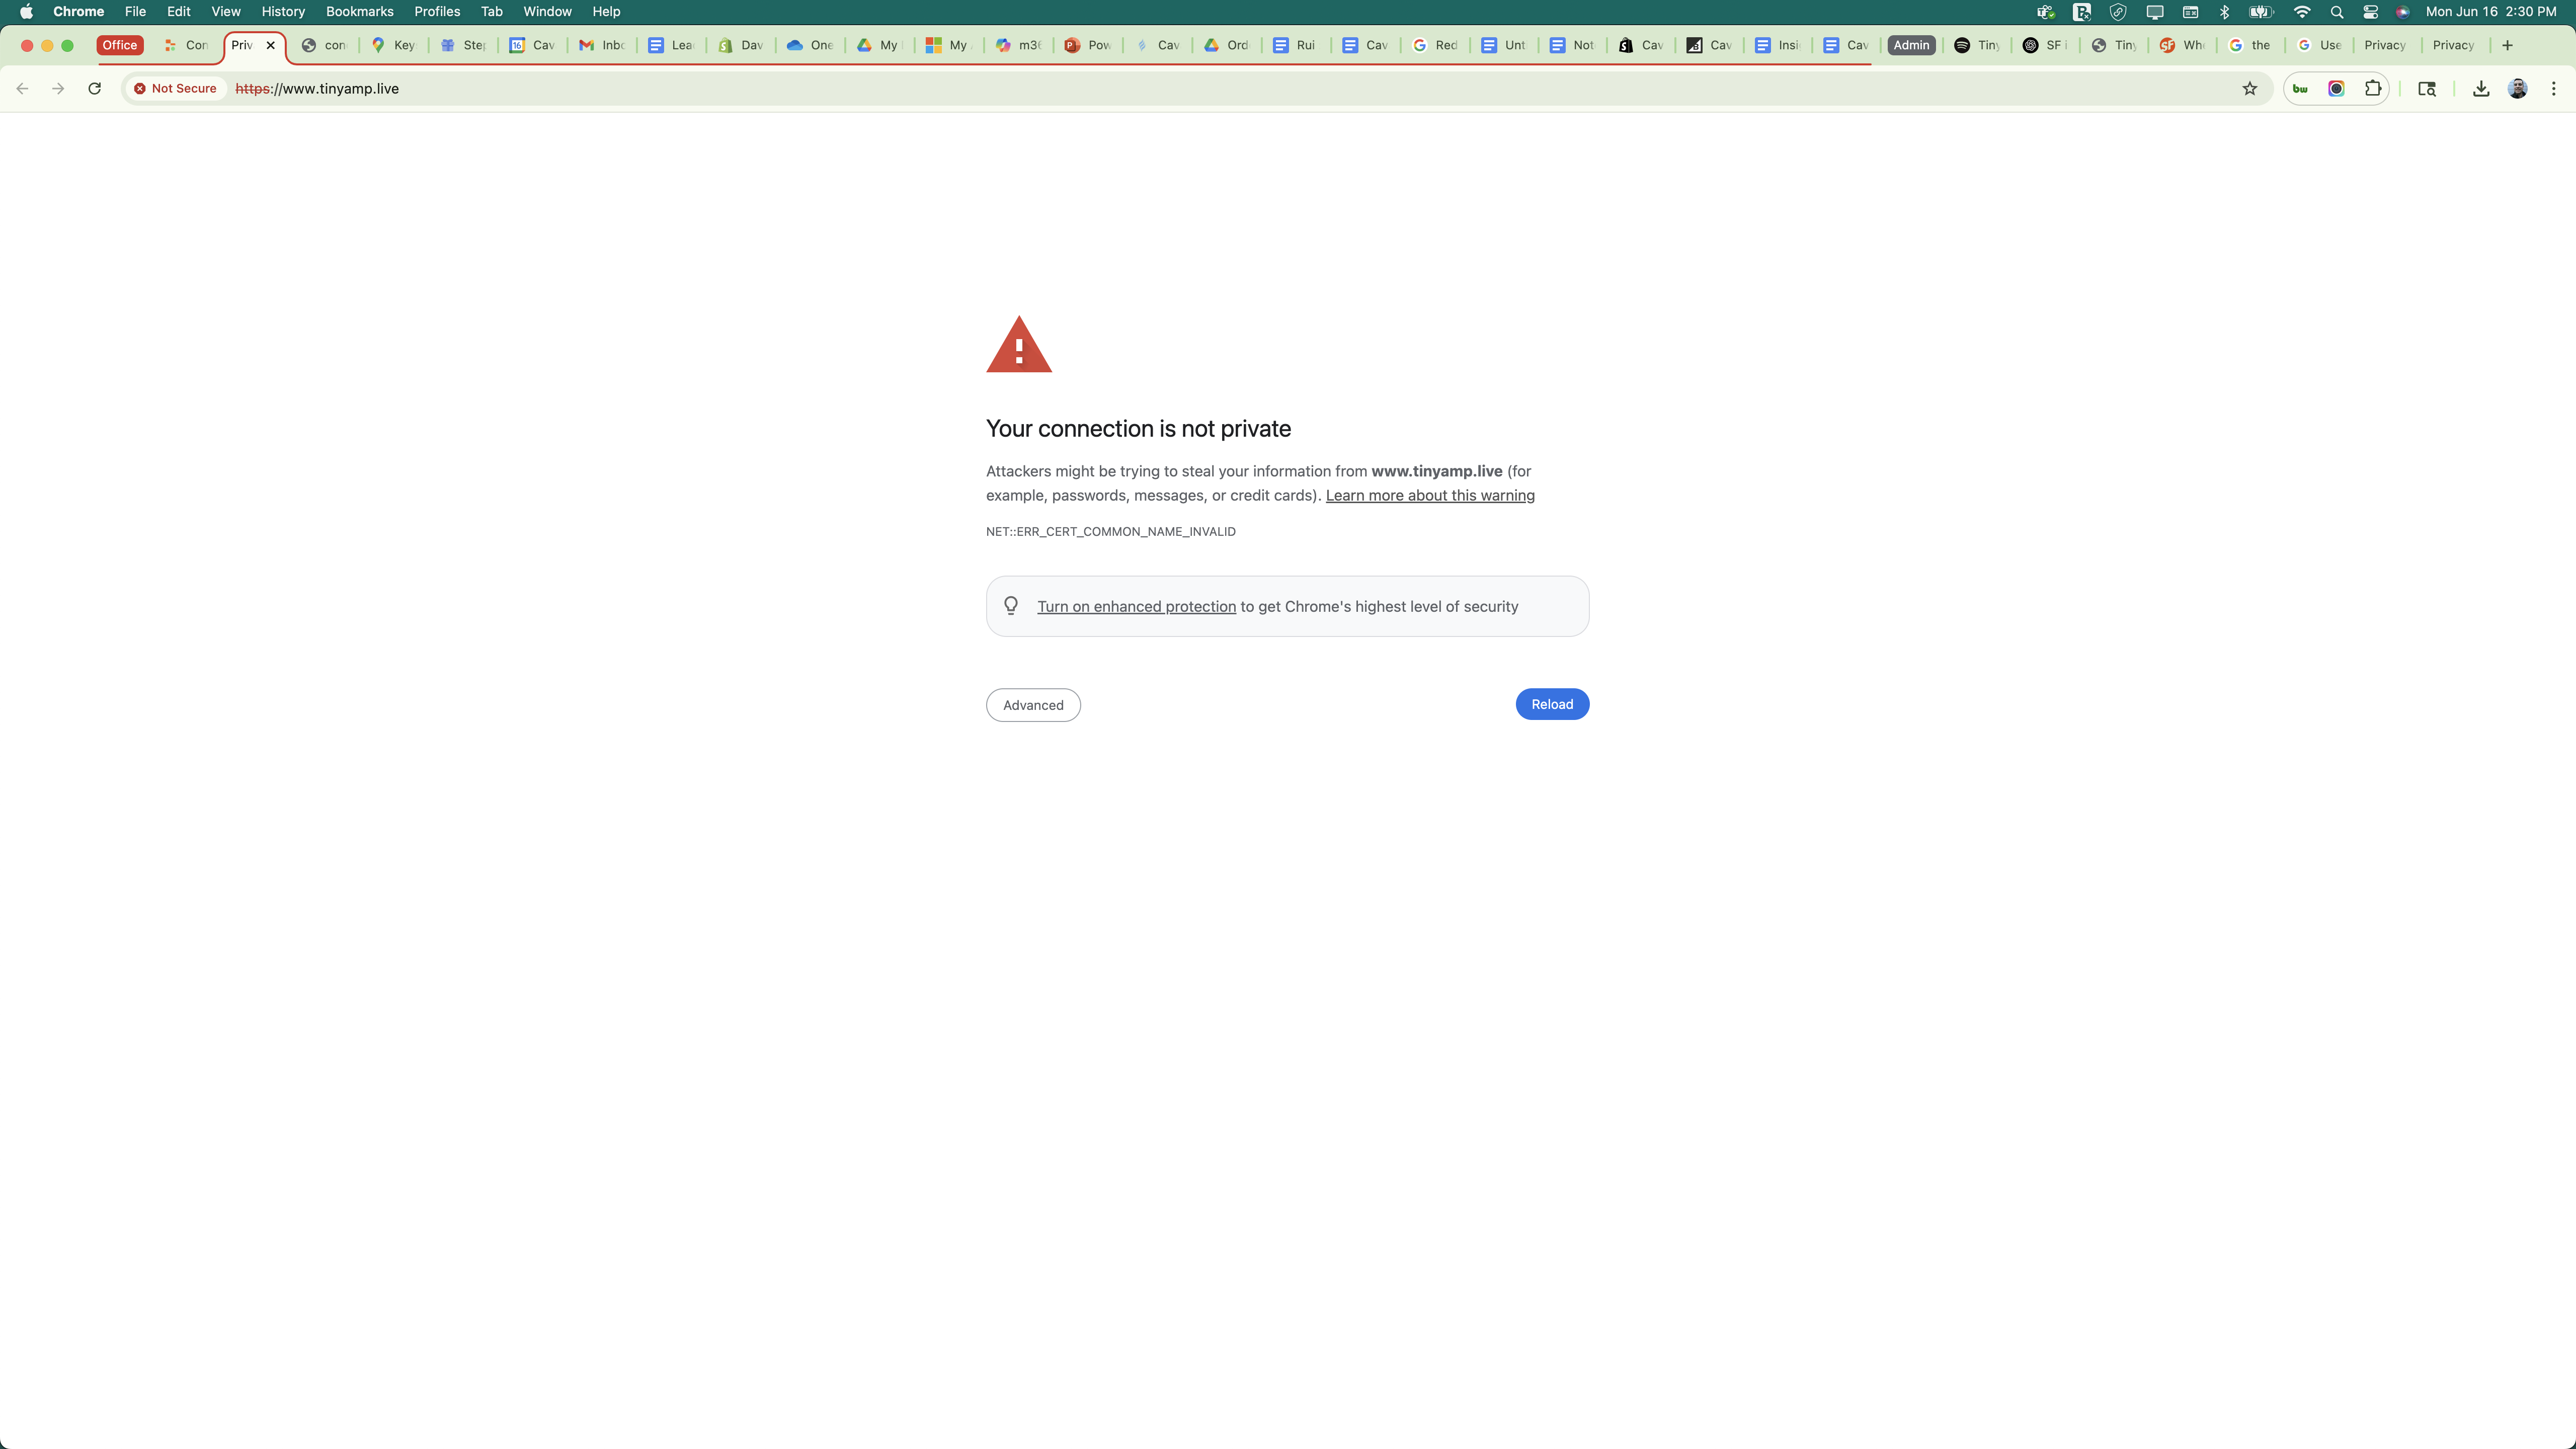 Chrome File Edit View History Bookmarks Profiles Tab Window Help Mon Jun 16 2:30 PM
Office Con Priv con Key Step 16 Cav Inbo Lea Dav One My My m36 Pow Cav Ord Rui Cav Red Unt Not Cav Cav Insi Cav Admin Tiny SF i Tiny Whe the Use Privacy Privacy
Not Secure https://www.tinyamp.live bw
Your connection is not private
Attackers might be trying to steal your information from www.tinyamp.live (for
example, passwords, messages, or credit cards). Learn more about this warning
NET::ERR_CERT_COMMON_NAME_INVALID
Turn on enhanced protection to get Chrome's highest level of security
Advanced
Reload